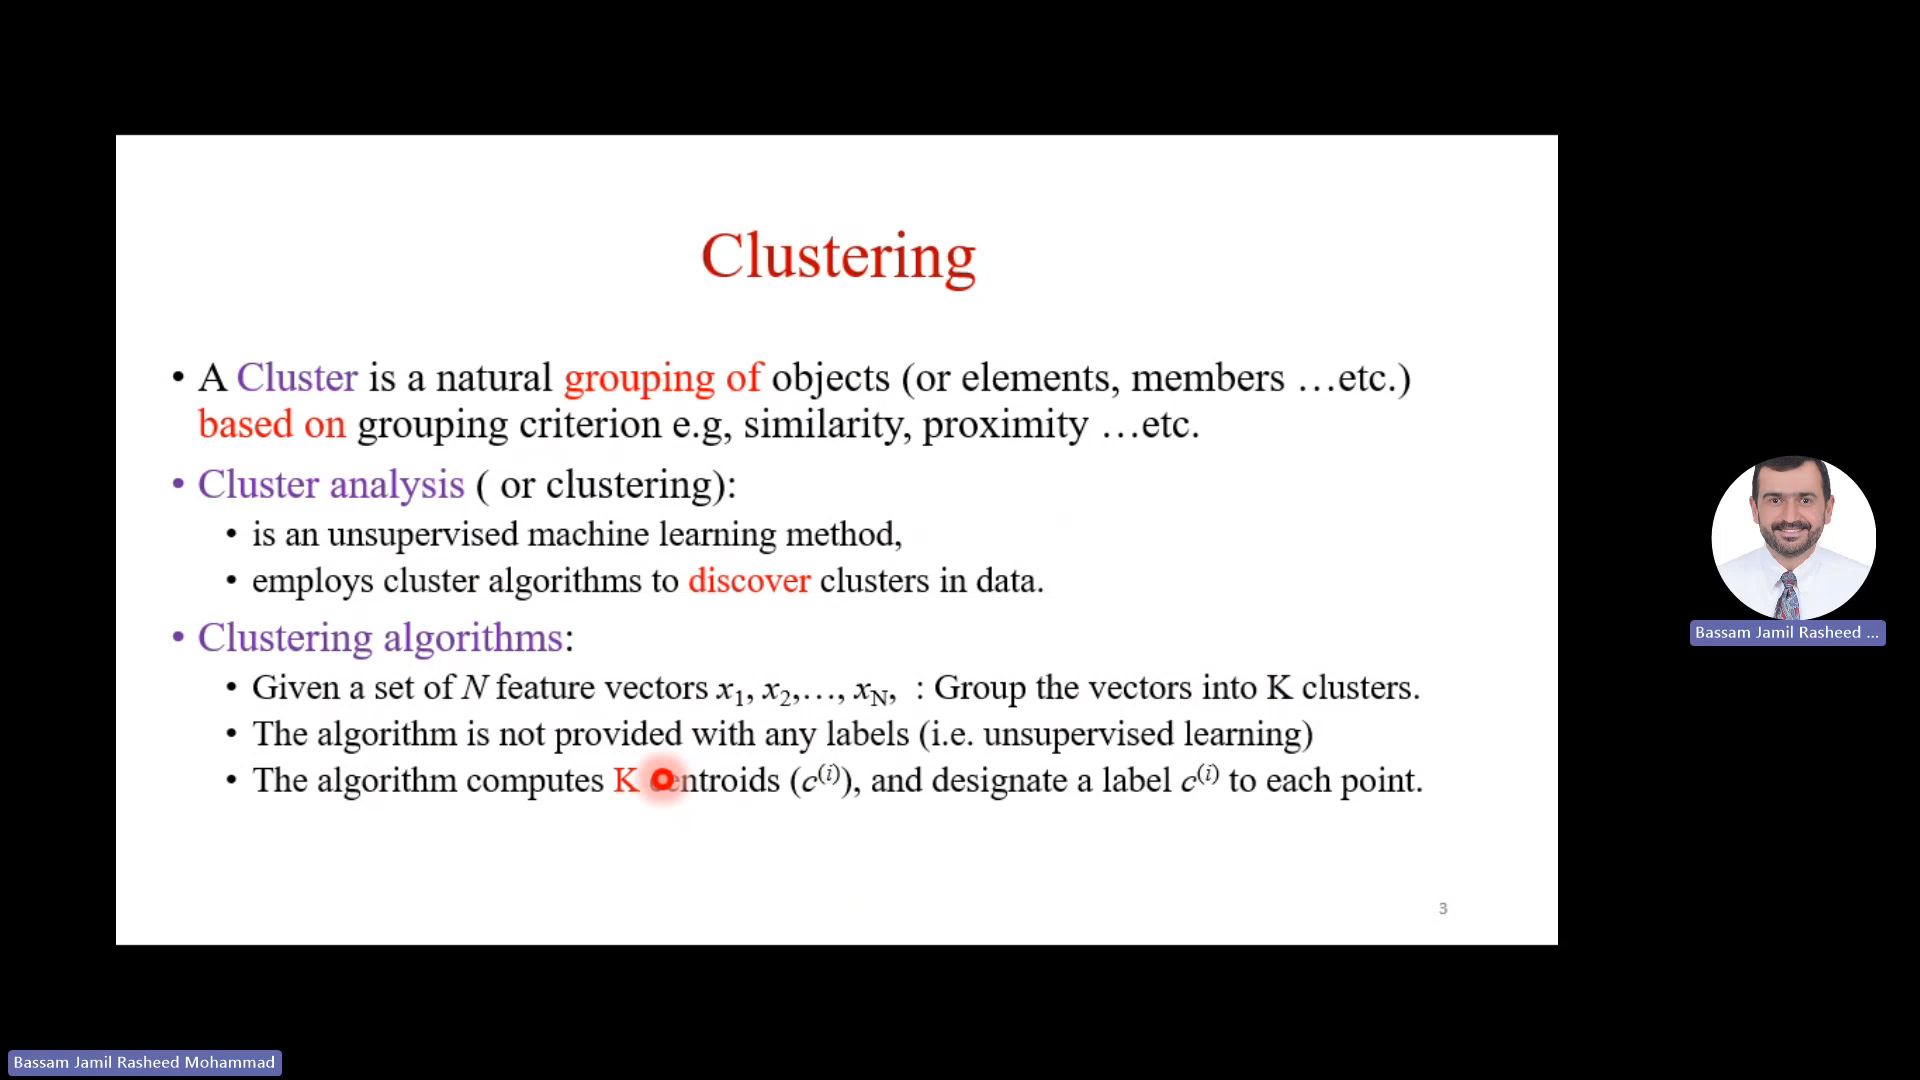 Clustering
• A Cluster is a natural grouping of objects (or elements, members …etc.)
based on grouping criterion e.g, similarity, proximity …etc.
• Cluster analysis ( or clustering):
• is an unsupervised machine learning method,
• employs cluster algorithms to discover clusters in data.
• Clustering algorithms:
• Given a set of N feature vectors x₁, x₂,…, x_N, : Group the vectors into K clusters.
• The algorithm is not provided with any labels (i.e. unsupervised learning)
• The algorithm computes K centroids (c⁽ⁱ⁾), and designate a label c⁽ⁱ⁾ to each point.
3
Bassam Jamil Rasheed ...
Bassam Jamil Rasheed Mohammad